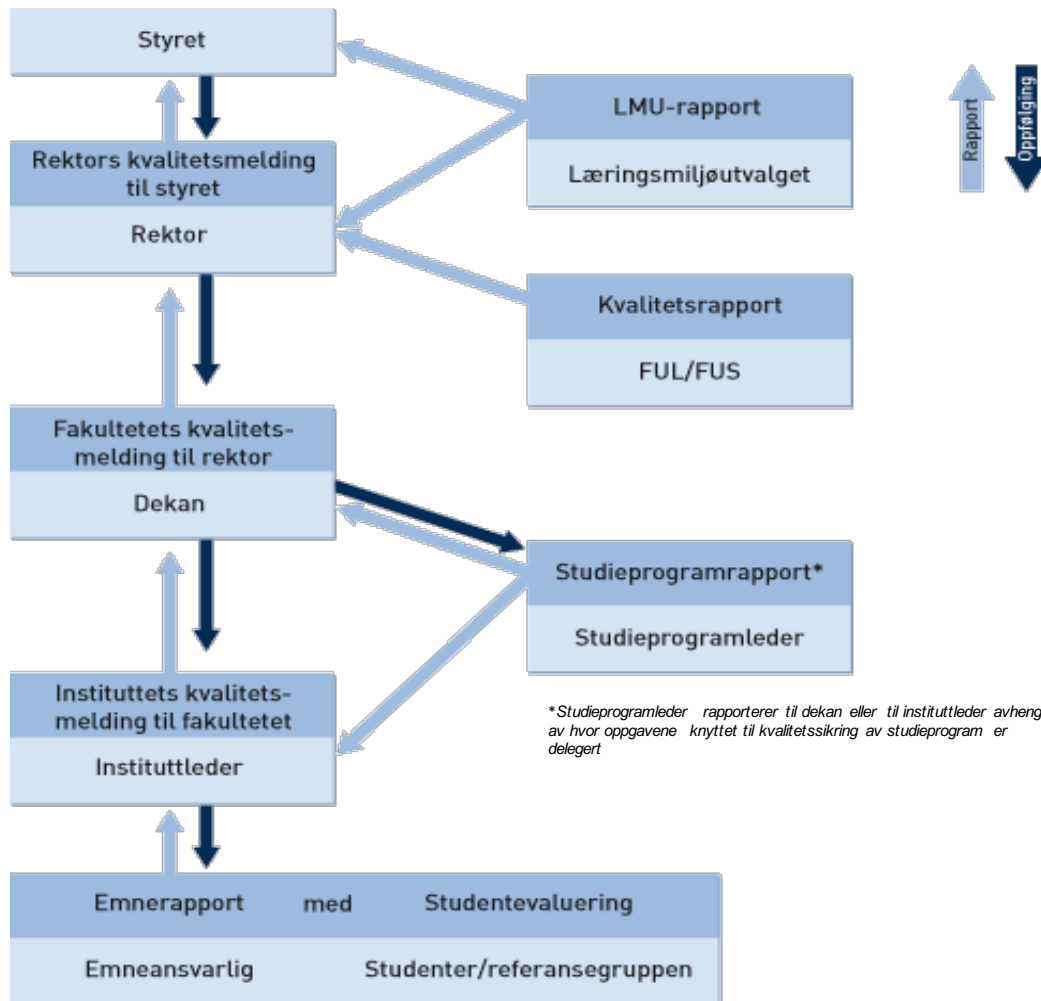 Styret
Rektors kvalitetsmelding
til styret
Rektor
LMU-rapport
Læringsmiljøutvalget
Rapport
Oppfølging
Kvalitetsrapport
FUL/FUS
Fakultetets kvalitets-
melding til rektor
Dekan
Studieprogramrapport*
Studieprogramleder
*Studieprogramleder rapporterer til dekan eller til instituttleder avheng
av hvor oppgavene knyttet til kvalitetssikring av studieprogram er
delegert
Instituttets kvalitets-
melding til fakultetet
Instituttleder
Emnerapport med Studentevaluering
Emneansvarlig Studenter/referansegruppen